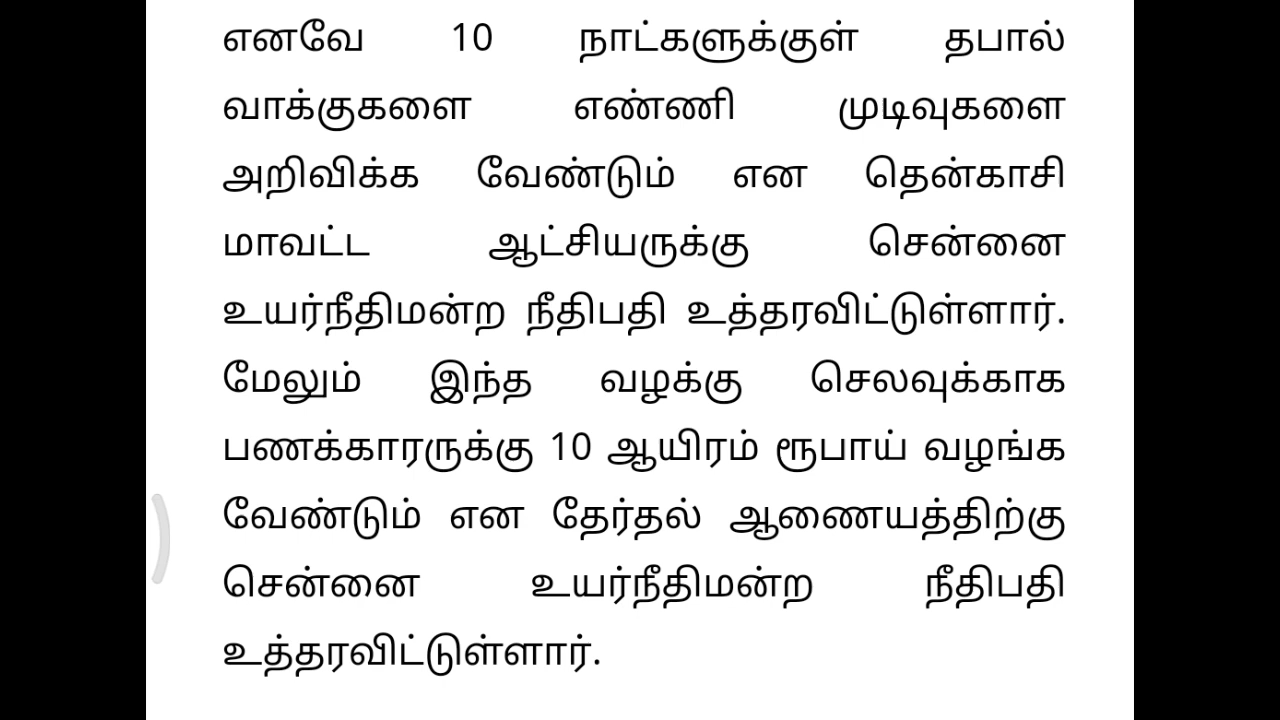 எனவே 10 நாட்களுக்குள் தபால்
வாக்குகளை எண்ணி முடிவுகளை
அறிவிக்க வேண்டும் என தென்காசி
மாவட்ட ஆட்சியருக்கு சென்னை
உயர்நீதிமன்ற நீதிபதி உத்தரவிட்டுள்ளார்.
மேலும் இந்த வழக்கு செலவுக்காக
பணக்காரருக்கு 10 ஆயிரம் ரூபாய் வழங்க
வேண்டும் என தேர்தல் ஆணையத்திற்கு
சென்னை உயர்நீதிமன்ற நீதிபதி
உத்தரவிட்டுள்ளார்.